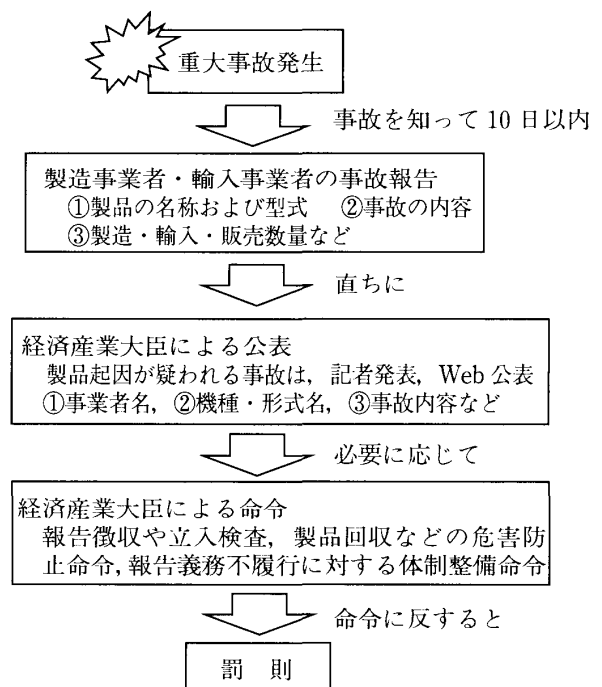 重大事故発生
事故を知って10日以内
製造事業者・輸入事業者の事故報告
①製品の名称および型式 ②事故の内容
③製造・輸入・販売数量など
直ちに
経済産業大臣による公表
製品起因が疑われる事故は，記者発表，Web公表
①事業者名，②機種・形式名，③事故内容など
必要に応じて
経済産業大臣による命令
報告徴収や立入検査，製品回収などの危害防
止命令，報告義務不履行に対する体制整備命令
命令に反すると
罰 則